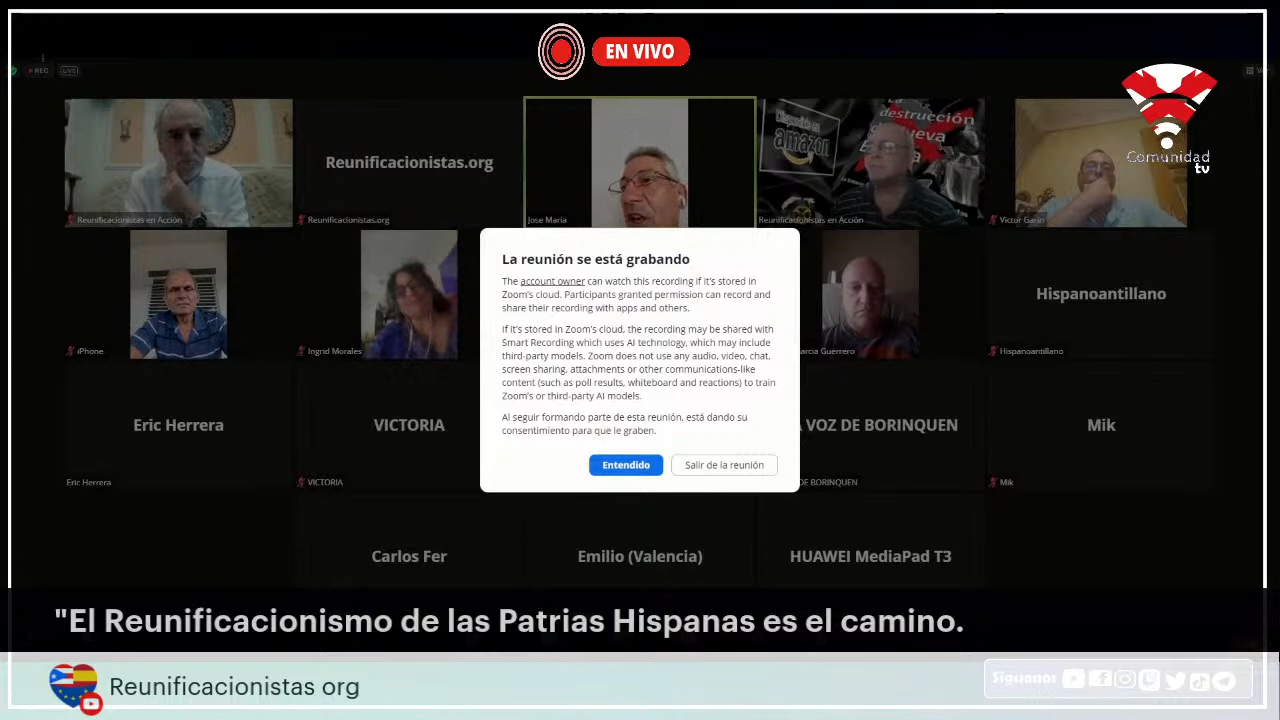 EN VIVO
REC
LIVE
Comunidad
tv
Disponible en
amazon
destrucción
Reunificacionistas.org
Reunificacionistas en Acción
Reunificacionistas.org
Jose María
Reunificacionistas en Acción
Victor Garin
La reunión se está grabando
The account owner can watch this recording if it's stored in
Zoom's cloud. Participants granted permission can record and
share their recording with apps and others.
If it's stored in Zoom's cloud, the recording may be shared with
Smart Recording which uses AI technology, which may include
third-party models. Zoom does not use any audio, video, chat,
screen sharing, attachments or other communications-like
content (such as poll results, whiteboard and reactions) to train
Zoom's or third-party AI models.
Al seguir formando parte de esta reunión, está dando su
consentimiento para que le graben.
Entendido
Salir de la reunión
Hispanoantillano
iPhone
Ingrid Morales
Guerrero
Hispanoantillano
Eric Herrera
VICTORIA
VOZ DE BORINQUEN
Mik
Eric Herrera
VICTORIA
DE BORINQUEN
Mik
Carlos Fer
Emilio (Valencia)
HUAWEI MediaPad T3
"El Reunificacionismo de las Patrias Hispanas es el camino.
Reunificacionistas org
Síguenos